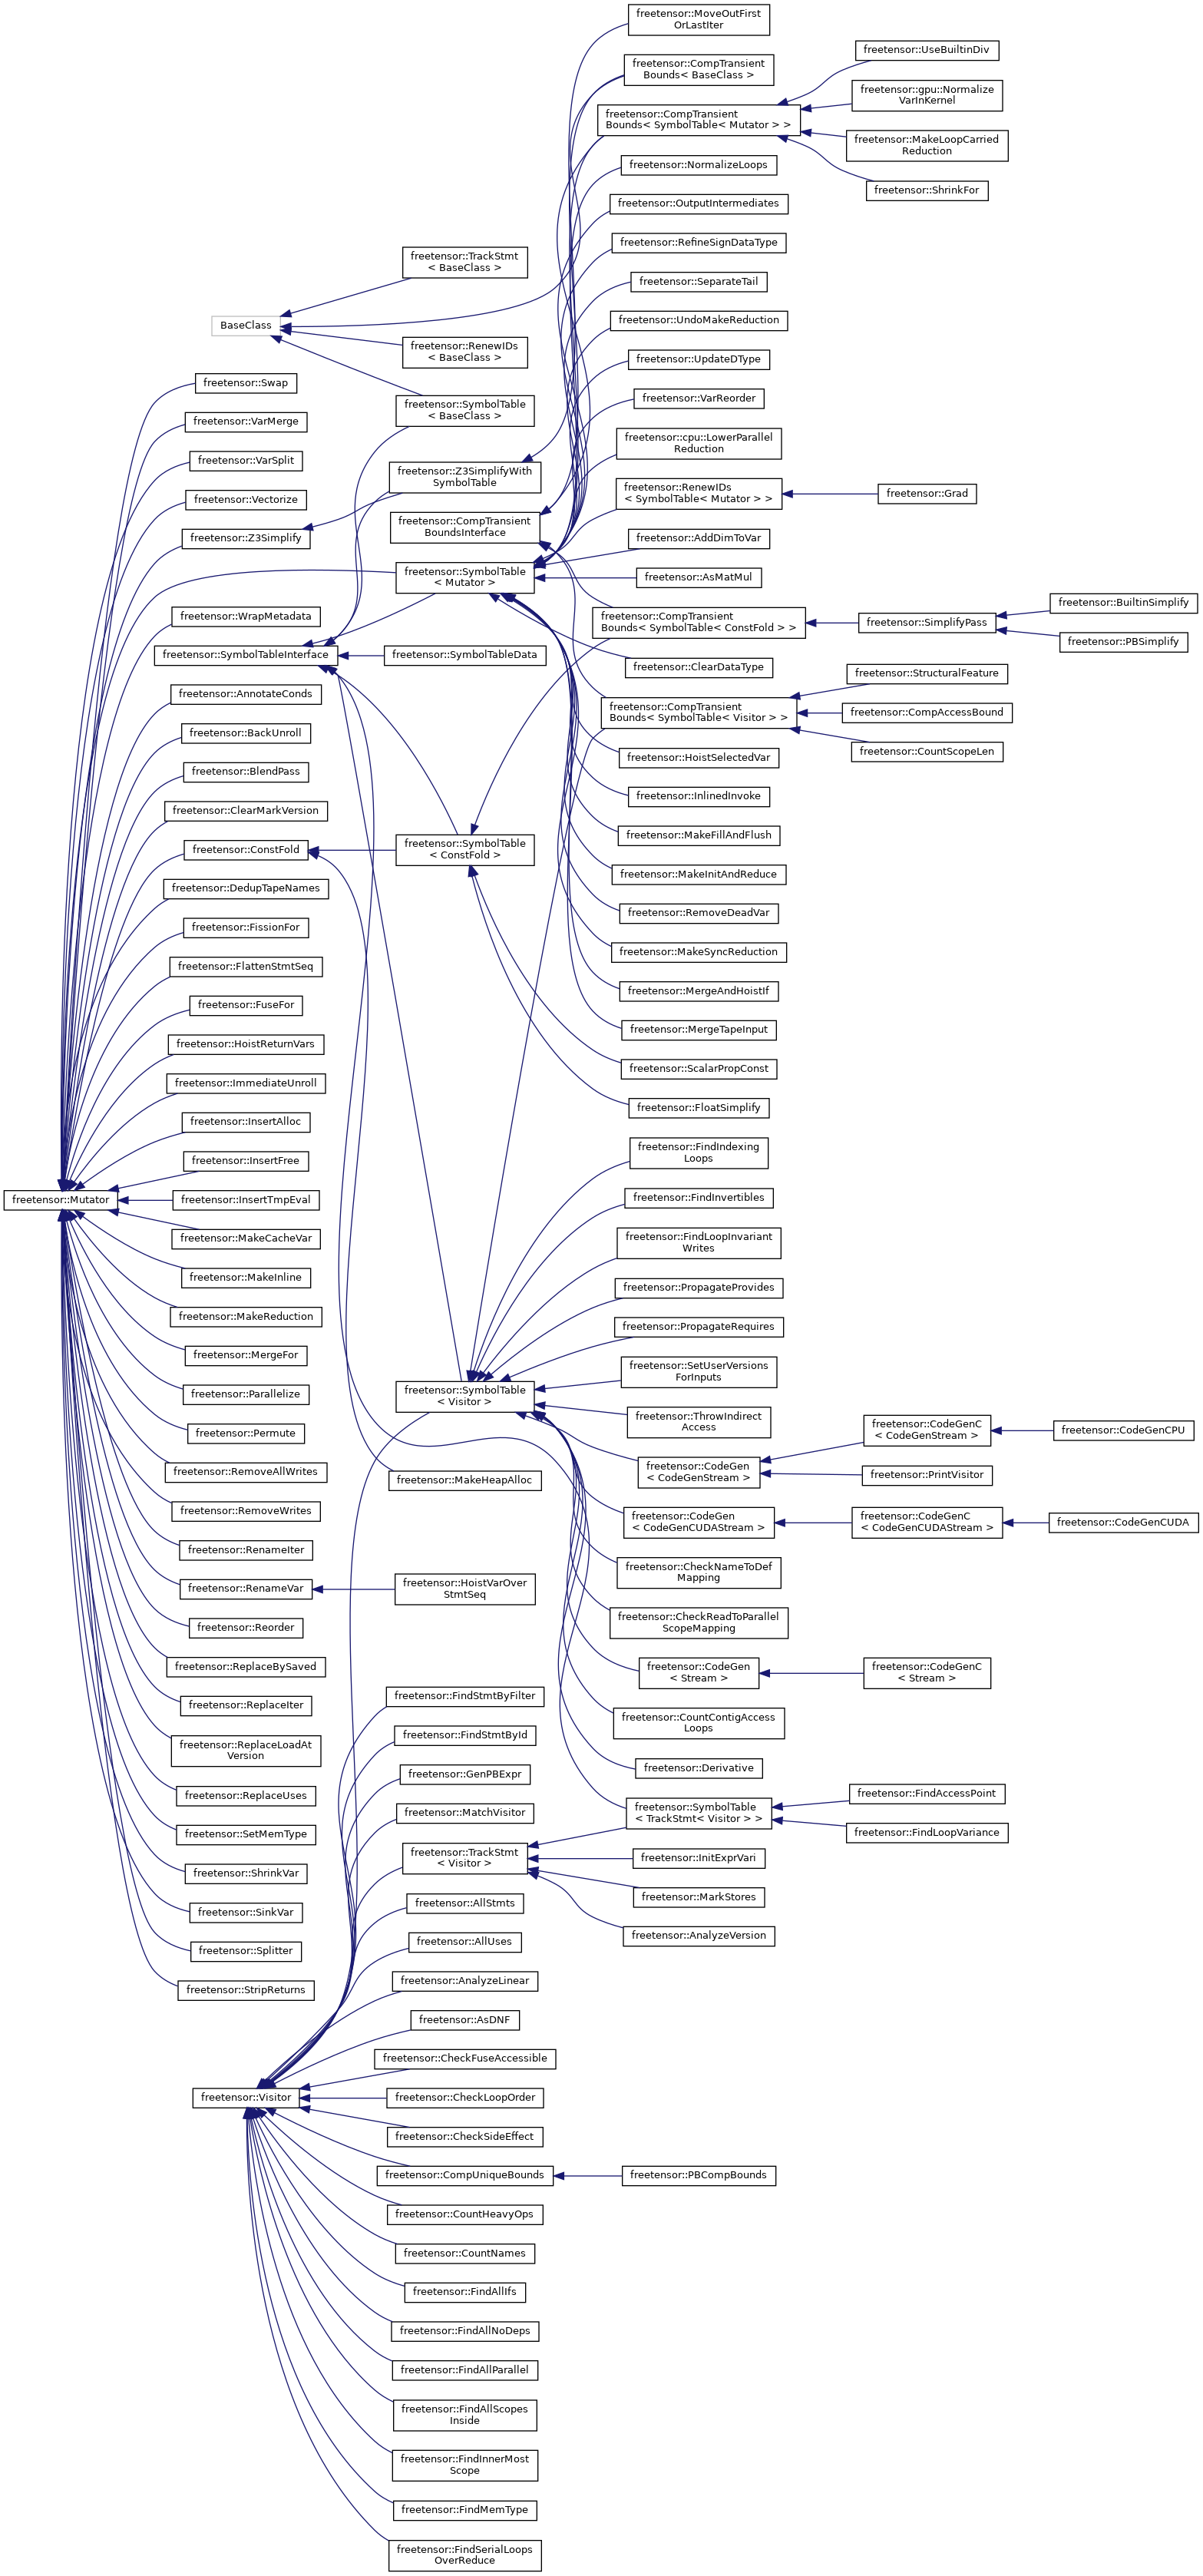 freetensor::MoveOutFirst
OrLastIter
freetensor::CompTransient
Bounds< BaseClass >
freetensor::CompTransient
Bounds< SymbolTable< Mutator > >
freetensor::UseBuiltinDiv
freetensor::gpu::Normalize
VarInKernel
freetensor::MakeLoopCarried
Reduction
freetensor::ShrinkFor
freetensor::NormalizeLoops
freetensor::OutputIntermediates
freetensor::RefineSignDataType
freetensor::SeparateTail
freetensor::UndoMakeReduction
freetensor::UpdateDType
freetensor::VarReorder
freetensor::cpu::LowerParallel
Reduction
freetensor::RenewIDs
< SymbolTable< Mutator > >
freetensor::Grad
freetensor::AddDimToVar
freetensor::AsMatMul
freetensor::CompTransient
Bounds< SymbolTable< ConstFold > >
freetensor::SimplifyPass
freetensor::BuiltinSimplify
freetensor::PBSimplify
freetensor::ClearDataType
freetensor::CompTransient
Bounds< SymbolTable< Visitor > >
freetensor::StructuralFeature
freetensor::CompAccessBound
freetensor::CountScopeLen
freetensor::HoistSelectedVar
freetensor::InlinedInvoke
freetensor::MakeFillAndFlush
freetensor::MakeInitAndReduce
freetensor::RemoveDeadVar
freetensor::MakeSyncReduction
freetensor::MergeAndHoistIf
freetensor::MergeTapeInput
freetensor::ScalarPropConst
freetensor::FloatSimplify
freetensor::FindIndexing
Loops
freetensor::FindInvertibles
freetensor::FindLoopInvariant
Writes
freetensor::PropagateProvides
freetensor::PropagateRequires
freetensor::SetUserVersions
ForInputs
freetensor::ThrowIndirect
Access
freetensor::CodeGen
< CodeGenStream >
freetensor::CodeGenC
< CodeGenStream >
freetensor::CodeGenCPU
freetensor::PrintVisitor
freetensor::CodeGen
< CodeGenCUDAStream >
freetensor::CodeGenC
< CodeGenCUDAStream >
freetensor::CodeGenCUDA
freetensor::CheckNameToDef
Mapping
freetensor::CheckReadToParallel
ScopeMapping
freetensor::CodeGen
< Stream >
freetensor::CodeGenC
< Stream >
freetensor::CountContigAccess
Loops
freetensor::Derivative
freetensor::SymbolTable
< TrackStmt< Visitor > >
freetensor::FindAccessPoint
freetensor::FindLoopVariance
freetensor::InitExprVari
freetensor::MarkStores
freetensor::AnalyzeVersion
freetensor::PBCompBounds
BaseClass
freetensor::TrackStmt
< BaseClass >
freetensor::RenewIDs
< BaseClass >
freetensor::SymbolTable
< BaseClass >
freetensor::Z3SimplifyWith
SymbolTable
freetensor::CompTransient
BoundsInterface
freetensor::SymbolTable
< Mutator >
freetensor::SymbolTableData
freetensor::SymbolTable
< ConstFold >
freetensor::SymbolTable
< Visitor >
freetensor::MakeHeapAlloc
freetensor::HoistVarOver
StmtSeq
freetensor::Swap
freetensor::VarMerge
freetensor::VarSplit
freetensor::Vectorize
freetensor::Z3Simplify
freetensor::WrapMetadata
freetensor::SymbolTableInterface
freetensor::AnnotateConds
freetensor::BackUnroll
freetensor::BlendPass
freetensor::ClearMarkVersion
freetensor::ConstFold
freetensor::DedupTapeNames
freetensor::FissionFor
freetensor::FlattenStmtSeq
freetensor::FuseFor
freetensor::HoistReturnVars
freetensor::ImmediateUnroll
freetensor::InsertAlloc
freetensor::InsertFree
freetensor::Mutator
freetensor::InsertTmpEval
freetensor::MakeCacheVar
freetensor::MakeInline
freetensor::MakeReduction
freetensor::MergeFor
freetensor::Parallelize
freetensor::Permute
freetensor::RemoveAllWrites
freetensor::RemoveWrites
freetensor::RenameIter
freetensor::RenameVar
freetensor::Reorder
freetensor::ReplaceBySaved
freetensor::ReplaceIter
freetensor::ReplaceLoadAt
Version
freetensor::ReplaceUses
freetensor::SetMemType
freetensor::ShrinkVar
freetensor::SinkVar
freetensor::Splitter
freetensor::StripReturns
freetensor::FindStmtByFilter
freetensor::FindStmtById
freetensor::GenPBExpr
freetensor::MatchVisitor
freetensor::TrackStmt
< Visitor >
freetensor::AllStmts
freetensor::AllUses
freetensor::AnalyzeLinear
freetensor::AsDNF
freetensor::CheckFuseAccessible
freetensor::Visitor
freetensor::CheckLoopOrder
freetensor::CheckSideEffect
freetensor::CompUniqueBounds
freetensor::CountHeavyOps
freetensor::CountNames
freetensor::FindAllIfs
freetensor::FindAllNoDeps
freetensor::FindAllParallel
freetensor::FindAllScopes
Inside
freetensor::FindInnerMost
Scope
freetensor::FindMemType
freetensor::FindSerialLoops
OverReduce